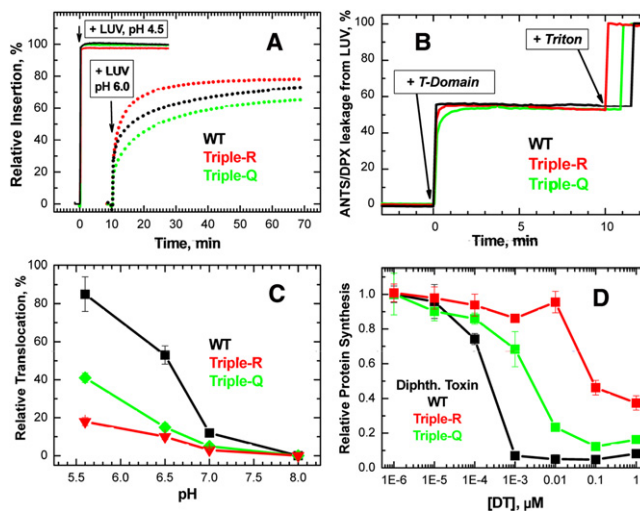 + LUV, pH 4.5
A
+ LUV
pH 6.0
WT
Triple-R
Triple-Q
Relative Insertion, %
0
20
40
60
80
100
120
0 10 20 30 40 50 60 70
Time, min
B
+ Triton
+ T-Domain
WT
Triple-R
Triple-Q
ANTS/DPX leakage from LUV, %
0
20
40
60
80
100
0 5 10
Time, min
C
WT
Triple-R
Triple-Q
Relative Translocation, %
0
20
40
60
80
100
5.5 6.0 6.5 7.0 7.5 8.0
pH
D
Diphth. Toxin
WT
Triple-R
Triple-Q
Relative Protein Synthesis
0.0
0.2
0.4
0.6
0.8
1.0
1E-6 1E-5 1E-4 1E-3 0.01 0.1 1
[DT], µM